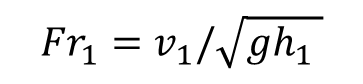 Fr₁ = v₁/√gh₁